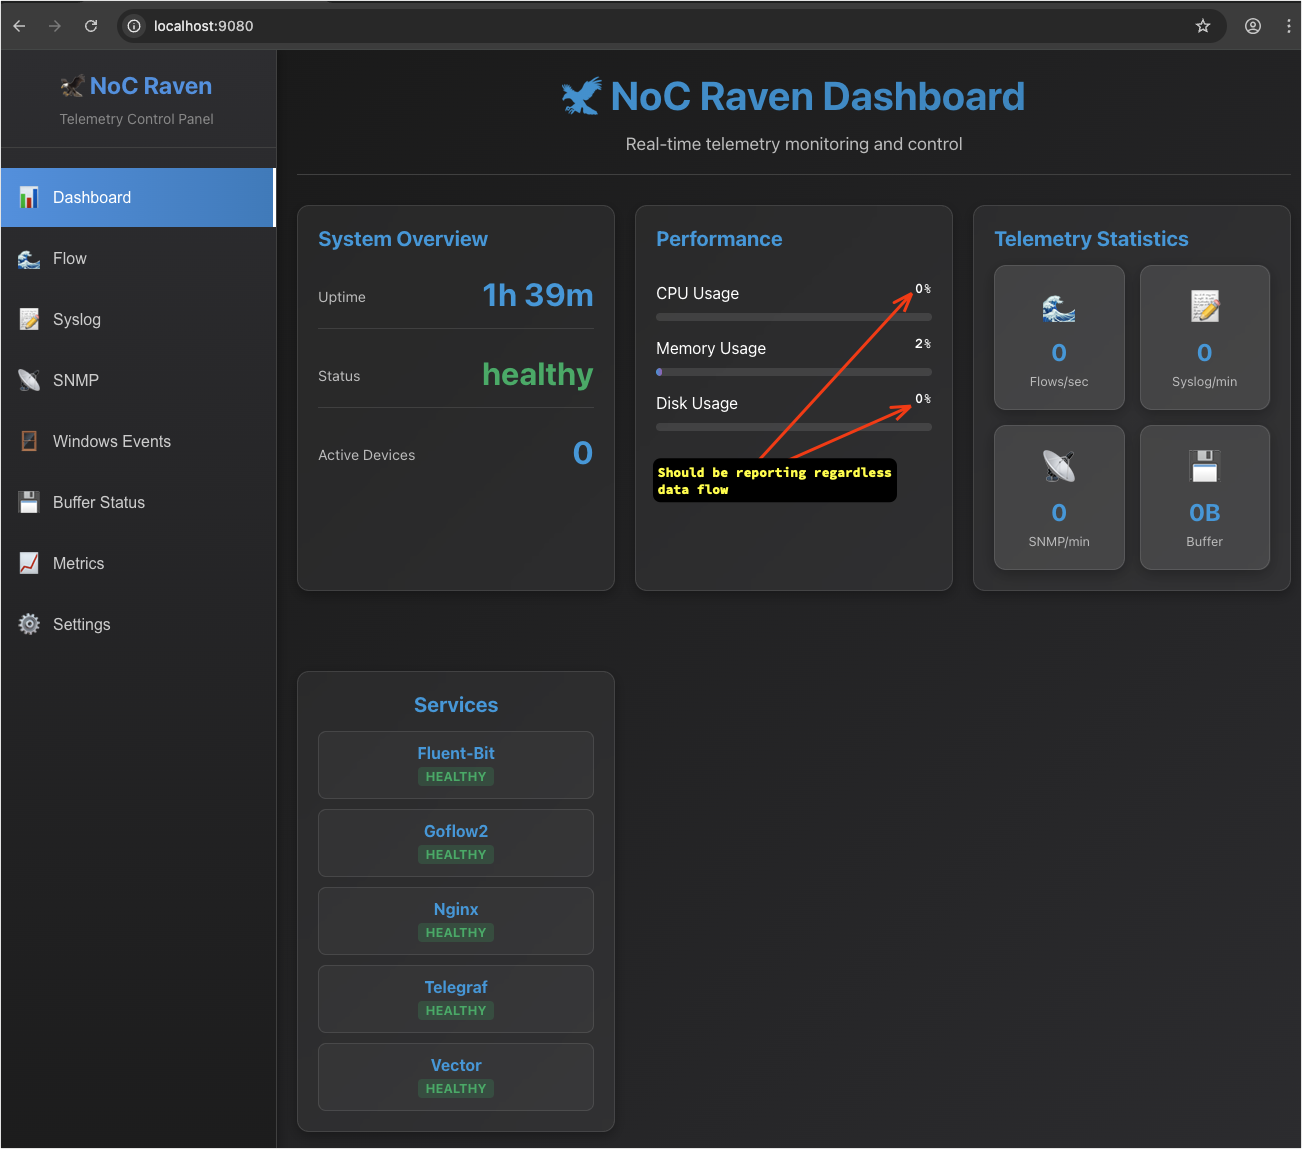 localhost:9080
NoC Raven
Telemetry Control Panel
Dashboard
Flow
Syslog
SNMP
Windows Events
Buffer Status
Metrics
Settings
NoC Raven Dashboard
Real-time telemetry monitoring and control
System Overview
Uptime 1h 39m
Status healthy
Active Devices 0
Performance
CPU Usage 0%
Memory Usage 2%
Disk Usage 0%
Should be reporting regardless
data flow
Telemetry Statistics
0
Flows/sec
0
Syslog/min
0
SNMP/min
0B
Buffer
Services
Fluent-Bit
HEALTHY
Goflow2
HEALTHY
Nginx
HEALTHY
Telegraf
HEALTHY
Vector
HEALTHY